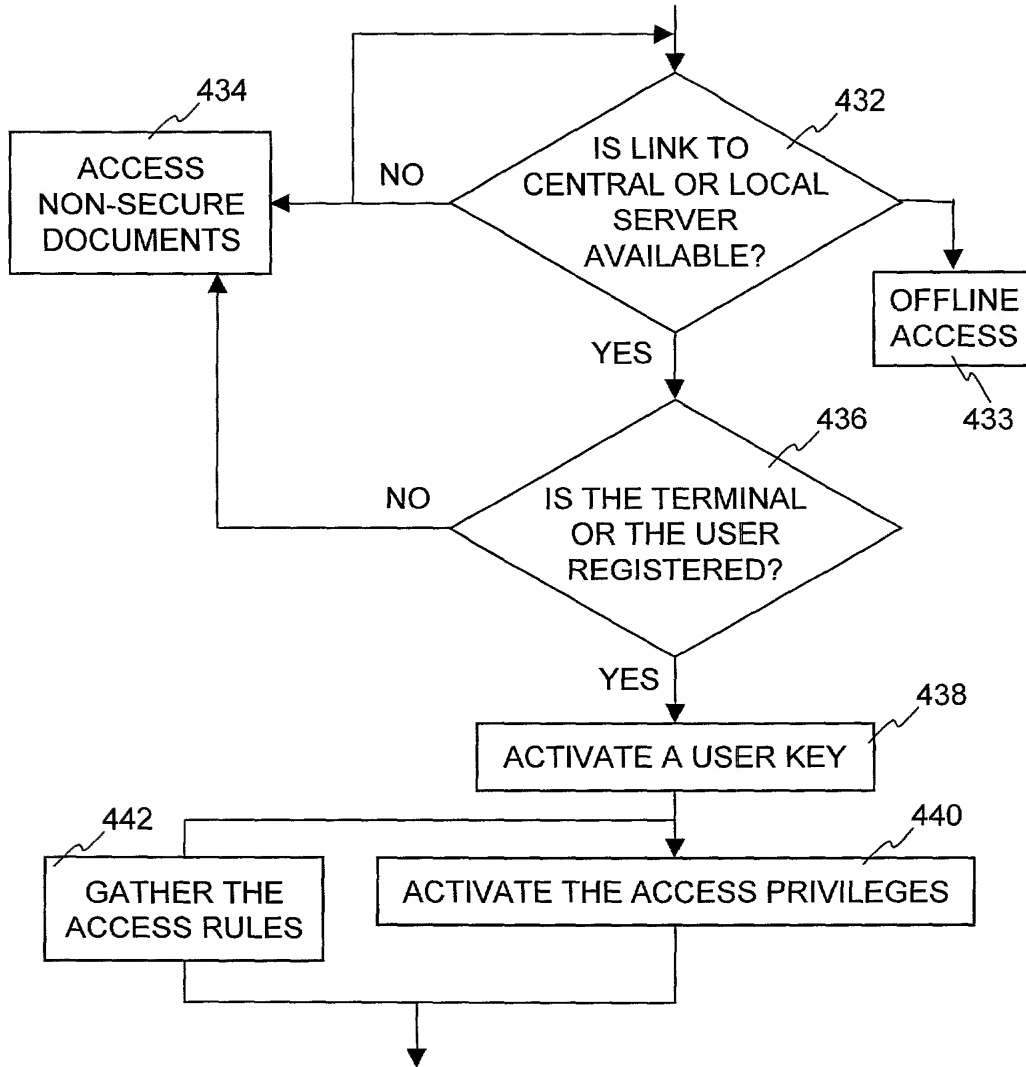 434
ACCESS
NON-SECURE
DOCUMENTS
NO
432
IS LINK TO
CENTRAL OR LOCAL
SERVER
AVAILABLE?
OFFLINE
ACCESS
433
YES
436
NO
IS THE TERMINAL
OR THE USER
REGISTERED?
YES
438
ACTIVATE A USER KEY
442
GATHER THE
ACCESS RULES
440
ACTIVATE THE ACCESS PRIVILEGES